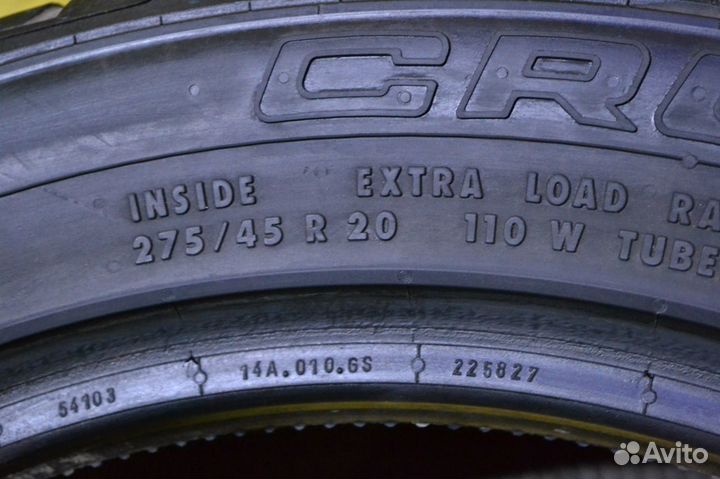 CR
INSIDE EXTRA LOAD RA
275/45 R 20 110 W TUBE
54103 14A.010.6S 225827
Avito